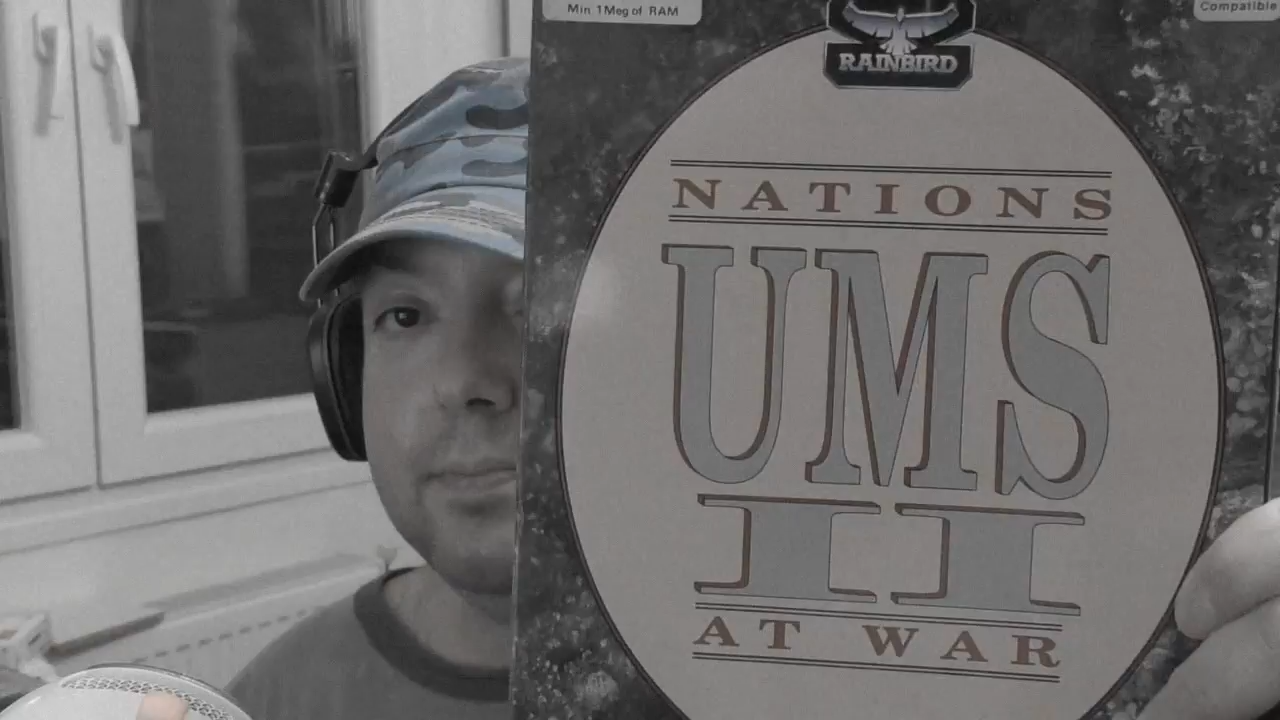 Min 1Meg of RAM
Compatible
RAINBIRD
NATIONS
UMS
II
AT WAR